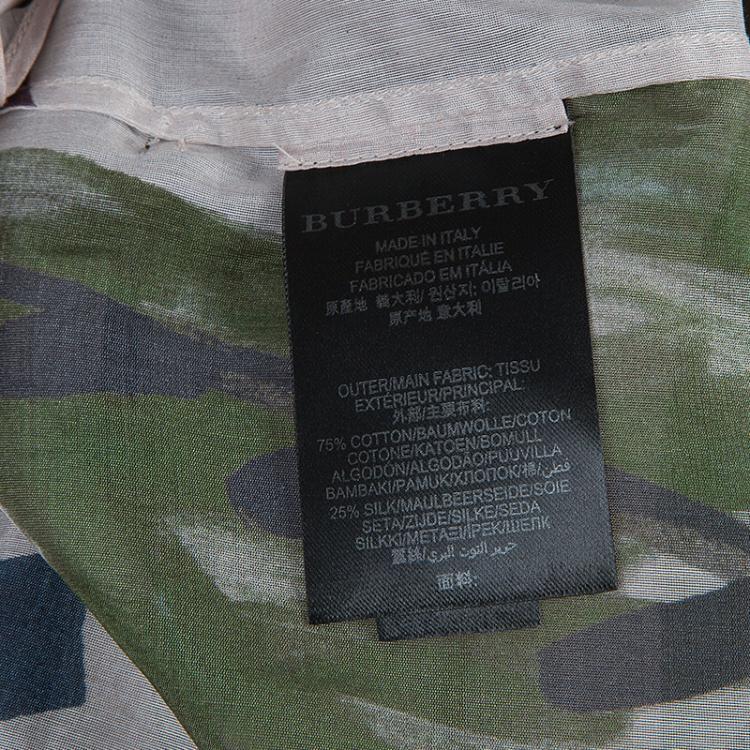 BURBERRY
MADE IN ITALY
FABRIQUÉ EN ITALIE
FABRICADO EM ITÁLIA
原産地 義大利/ 원산지: 이탈리아
原产地 意大利
OUTER/MAIN FABRIC: TISSU
EXTÉRIEUR/PRINCIPAL:
外部/主要布料:
75% COTTON/BAUMWOLLE/COTON
COTONE/KATOEN/BOMULL
ALGODÓN/ALGODÃO/PUUVILLA
BAMBAKI/PAMUK/ХЛОПОК/棉/قطن/
25% SILK/MAULBEERSEIDE/SOIE
SETA/ZIJDE/SILKE/SEDA
SILKKI/ΜΕΤΑΞΙ/İPEK/ШЕЛК
蠶絲/حرير التوت البري/
面料: